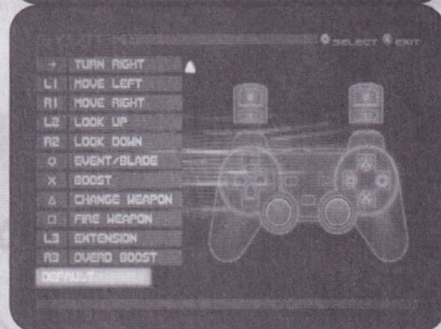 SELECT EXIT
→ TURN RIGHT
L1 MOVE LEFT
R1 MOVE RIGHT
L2 LOOK UP
R2 LOOK DOWN
O EVENT/BLADE
X BOOST
△ CHANGE WEAPON
□ FIRE WEAPON
L3 EXTENSION
R3 OVERD BOOST
DEFAULT